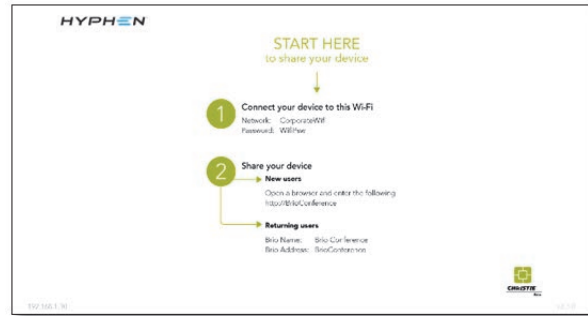 HYPHEN
START HERE
to share your device
1
Connect your device to this Wi-Fi
Network: CorporateWifi
Password: WifiPass
2
Share your device
New users
Open a browser and enter the following
http://BrioConference
Returning users
Brio Name: Brio Conference
Brio Address: BrioConference
CHRISTIE